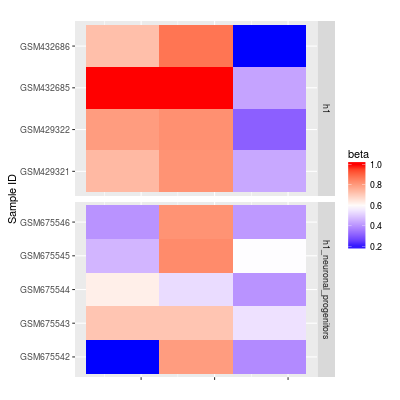 GSM432686
GSM432685
GSM429322
GSM429321
h1
GSM675546
GSM675545
GSM675544
GSM675543
GSM675542
h1_neuronal_progenitors
Sample ID
beta
1.0
0.8
0.6
0.4
0.2